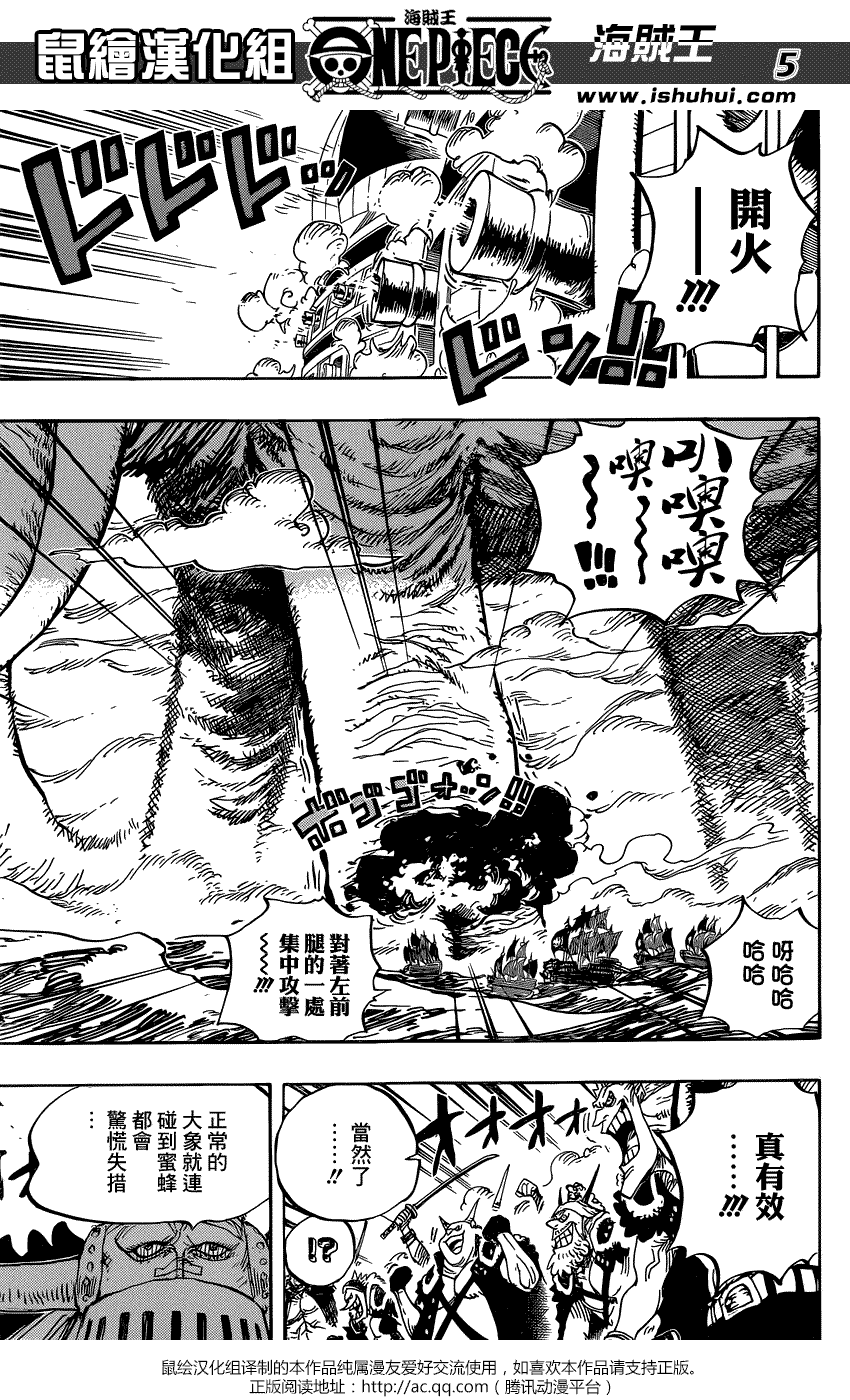 鼠繪漢化組
海賊王
ONE PIECE
海賊王
5
www.ishuhui.com
開火
——!!!
ドドドドッ
ドドン!!
叭噢噢
噢～～
～～!!!
ボゴゴォッン!!
呀哈哈
哈哈
對著左前
腿的一處
集中攻擊
～～!!!
真有效
……!!!
オオオオ
當然了
……!!
!?
正常的
大象就連
碰到蜜蜂
都會
驚慌失措
…
鼠绘汉化组译制的本作品纯属漫友爱好交流使用，如喜欢本作品请支持正版。
正版阅读地址：http://ac.qq.com（腾讯动漫平台）